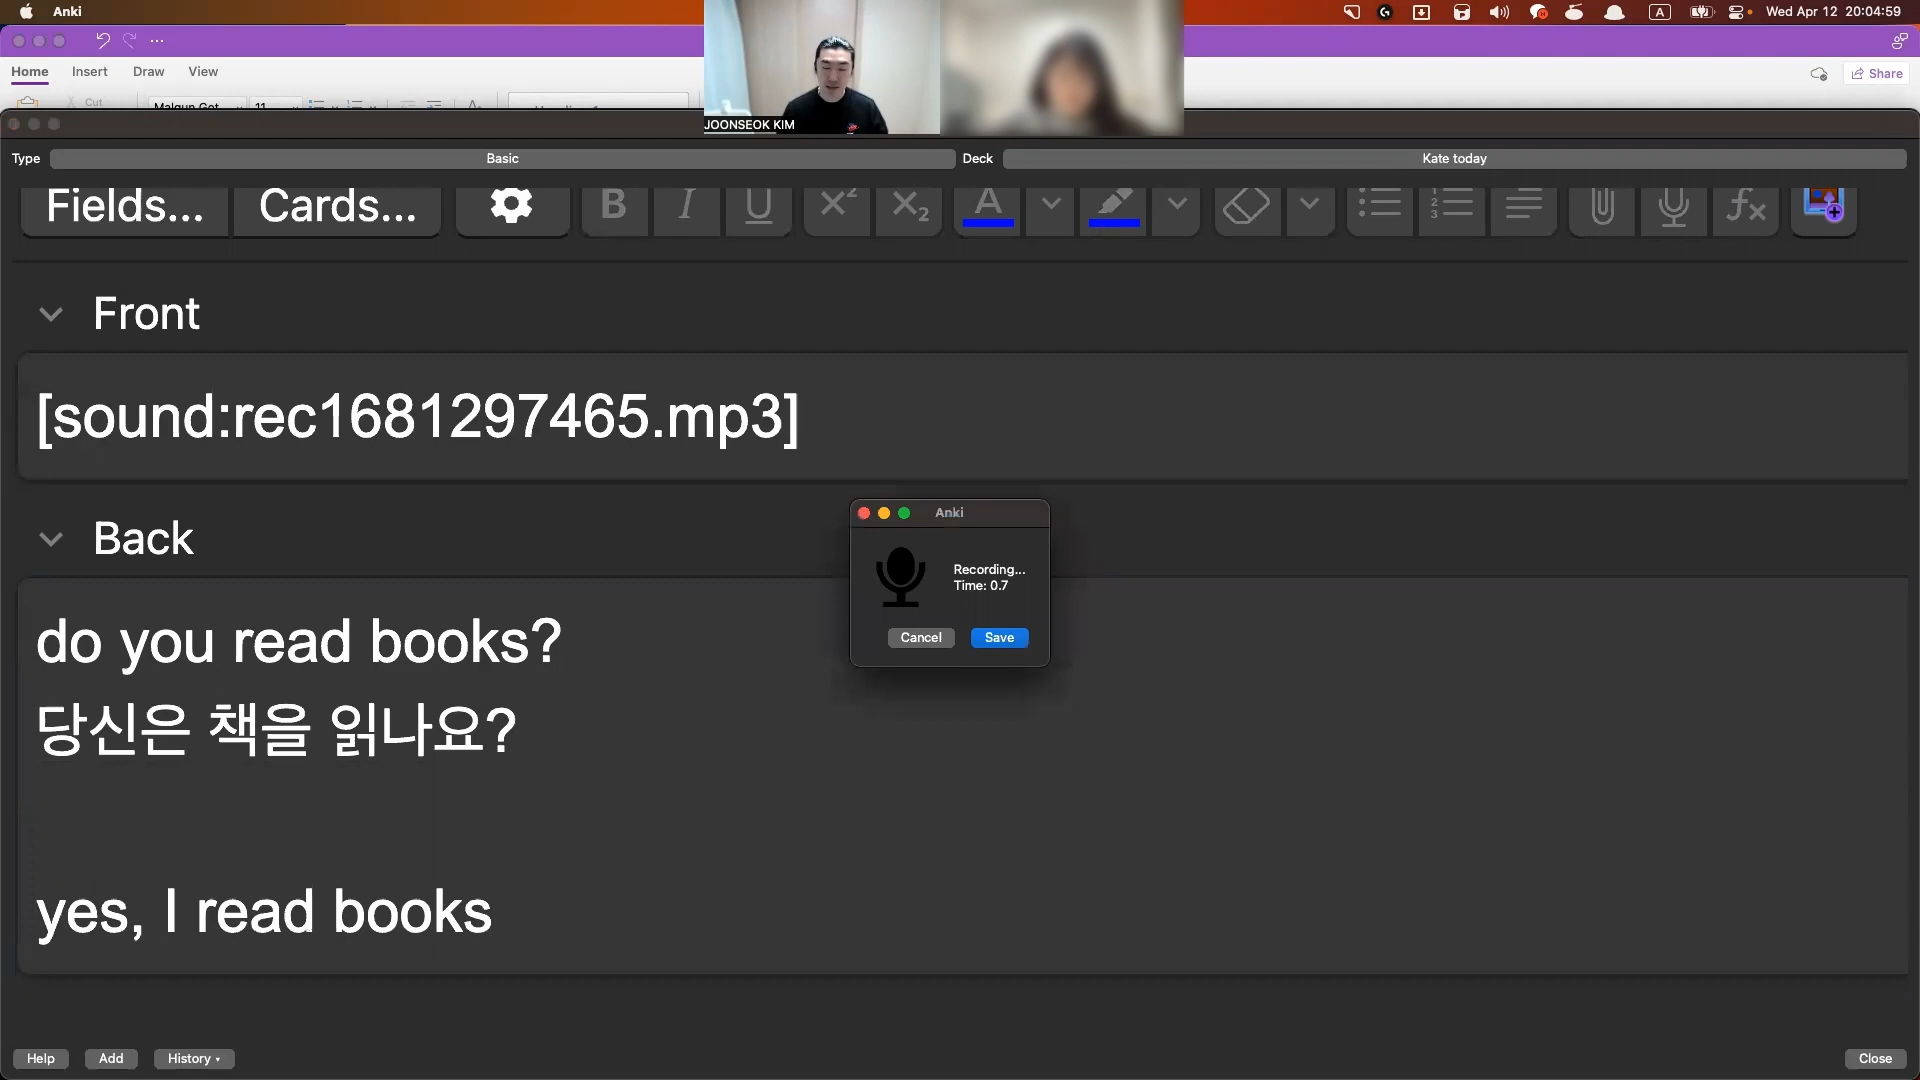 Anki
Wed Apr 12 20:04:59
Home Insert Draw View
Share
Cut
11
JOONSEOK KIM
Type Basic Deck Kate today
Fields... Cards...
Front
[sound:rec1681297465.mp3]
Anki
Recording...
Time: 0.7
Cancel Save
Back
do you read books?
당신은 책을 읽나요?
yes, I read books
Help Add History Close